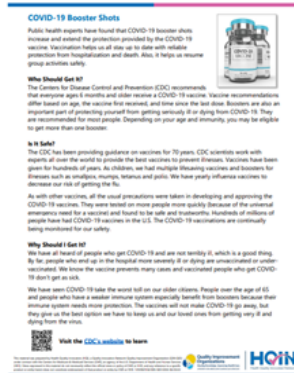 COVID-19 Booster Shots
Public health experts have found that COVID-19 booster shots
increase and extend the protection provided by the COVID-19
vaccine. Vaccination helps us all stay up to date with reliable
protection from hospitalization and death. Also, it helps us resume
group activities safely.
Who Should Get It?
The Centers for Disease Control and Prevention (CDC) recommends
that everyone ages 6 months and older receive a COVID-19 vaccine. Vaccine recommendations
differ based on age, the vaccine first received, and time since the last dose. Boosters are also an
important part of protecting yourself from getting seriously ill or dying from COVID-19. They
are recommended for most people. Depending on your age and immunity, you may be eligible
to get more than one booster.
Is It Safe?
The CDC has been providing guidance on vaccines for 70 years. CDC scientists work with
experts all over the world to provide the best vaccines to prevent illnesses. Vaccines have been
given for hundreds of years. As children, we had multiple lifesaving vaccines and boosters for
illnesses such as smallpox, mumps, tetanus and polio. We have yearly influenza vaccines to
decrease our risk of getting the flu.
As with other vaccines, all the usual precautions were taken in developing and approving the
COVID-19 vaccines. They were tested on more people more quickly (because of the universal
emergency need for a vaccine) and found to be safe and trustworthy. Hundreds of millions of
people have had COVID-19 vaccines in the U.S. The COVID-19 vaccinations are continually
being monitored for our safety.
Why Should I Get It?
We have all heard of people who get COVID-19 and are not terribly ill, which is a good thing.
By far, people who end up in the hospital more severely ill or dying are unvaccinated or under-
vaccinated. We know the vaccine prevents many cases and vaccinated people who get COVID-
19 don't get as sick.
We have seen COVID-19 take the worst toll on our older citizens. People over the age of 65
and people who have a weaker immune system especially benefit from boosters because their
immune system needs more protection. The vaccines will not make COVID-19 go away, but
they give us the best option we have to keep us and our loved ones from getting very ill and
dying from the virus.
Visit the CDC's website to learn
Quality Improvement
Organizations
HQIN